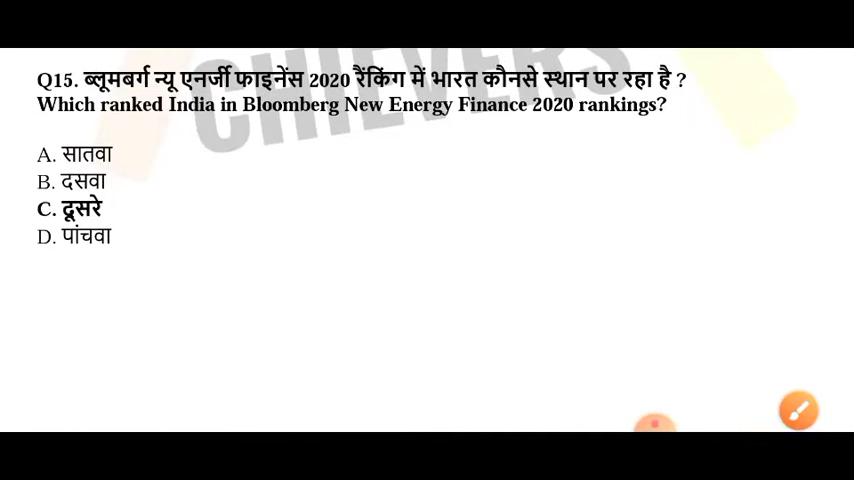 CHIEVERS
Q15. ब्लूमबर्ग न्यू एनर्जी फाइनेंस 2020 रैंकिंग में भारत कौनसे स्थान पर रहा है ?
Which ranked India in Bloomberg New Energy Finance 2020 rankings?
A. सातवा
B. दसवा
C. दूसरे
D. पांचवा